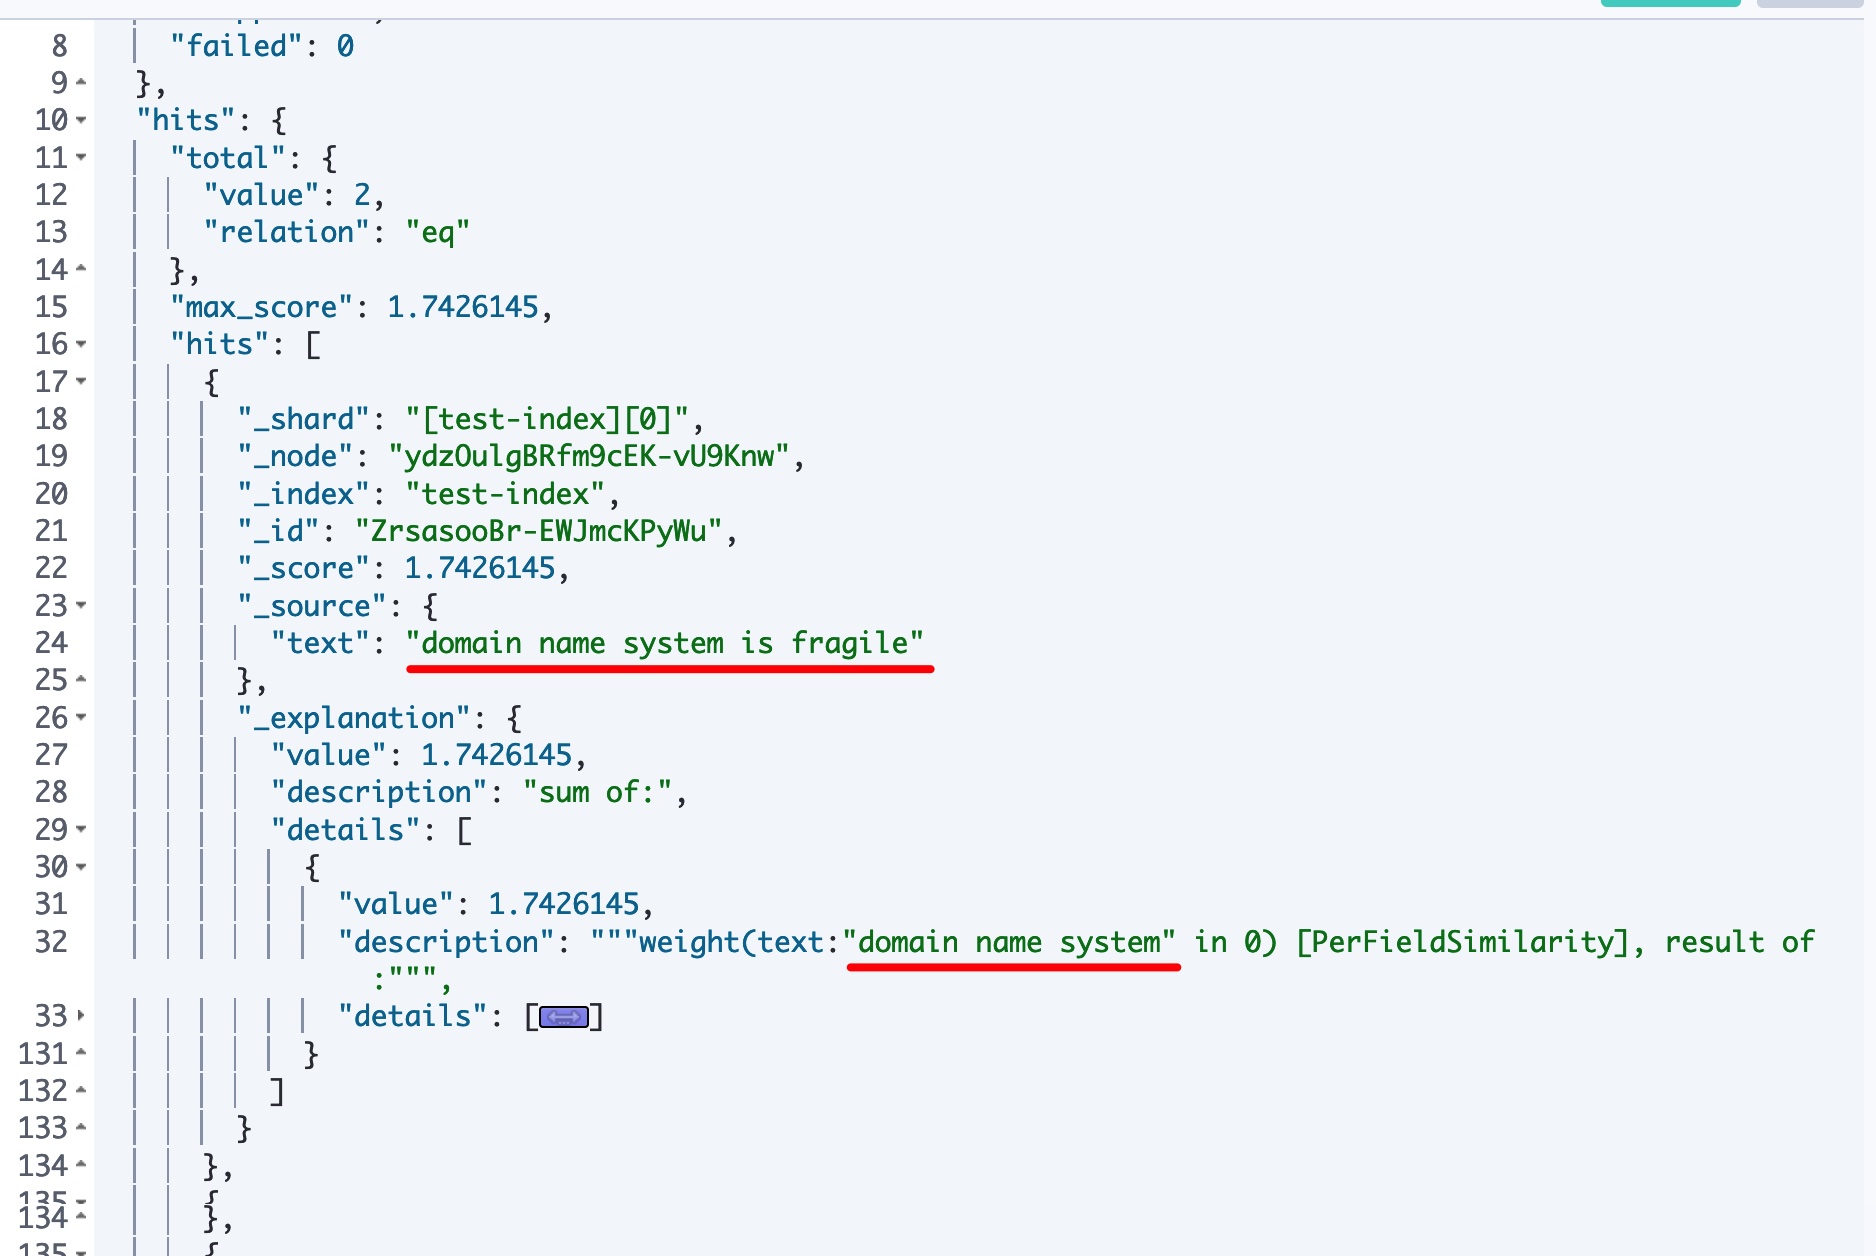 8 "failed": 0
9 },
10 "hits": {
11 "total": {
12 "value": 2,
13 "relation": "eq"
14 },
15 "max_score": 1.7426145,
16 "hits": [
17 {
18 "_shard": "[test-index][0]",
19 "_node": "ydzOulgBRfm9cEK-vU9Knw",
20 "_index": "test-index",
21 "_id": "ZrsasooBr-EWJmcKPyWu",
22 "_score": 1.7426145,
23 "_source": {
24 "text": "domain name system is fragile"
25 },
26 "_explanation": {
27 "value": 1.7426145,
28 "description": "sum of:",
29 "details": [
30 {
31 "value": 1.7426145,
32 "description": """weight(text:"domain name system" in 0) [PerFieldSimilarity], result of
:""",
33 "details": [
]
131 }
132 ]
133 }
134 },
135 {
134 },
135 {